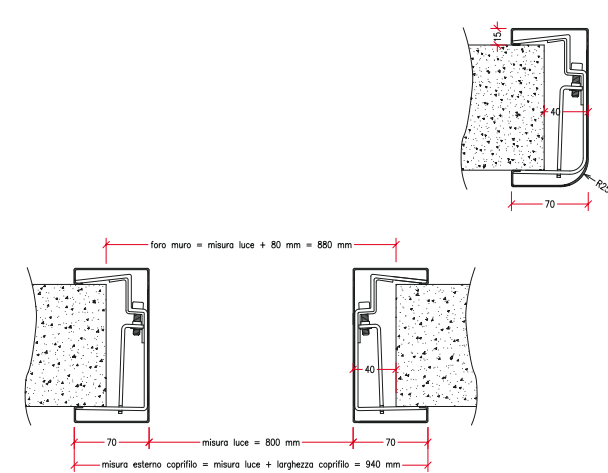 15
40
R25
70
foro muro = misura luce + 80 mm = 880 mm
40
70
misura luce = 800 mm
70
misura esterno coprifilo = misura luce + larghezza coprifilo = 940 mm